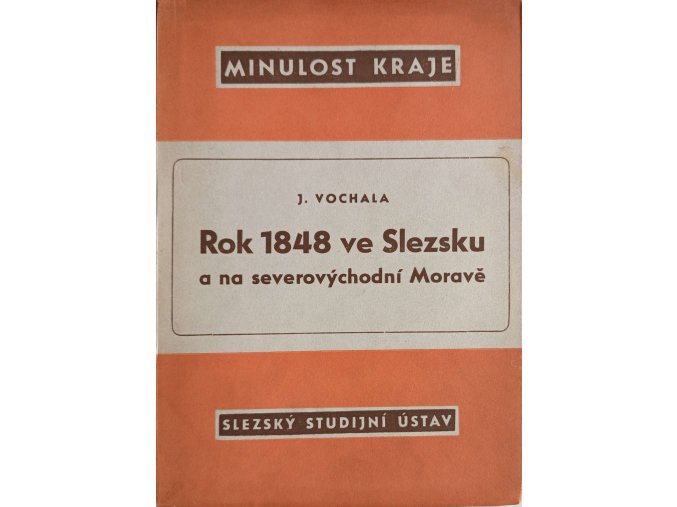 MINULOST KRAJE
J. VOCHALA
Rok 1848 ve Slezsku
a na severovýchodní Moravě
SLEZSKÝ STUDIJNÍ ÚSTAV